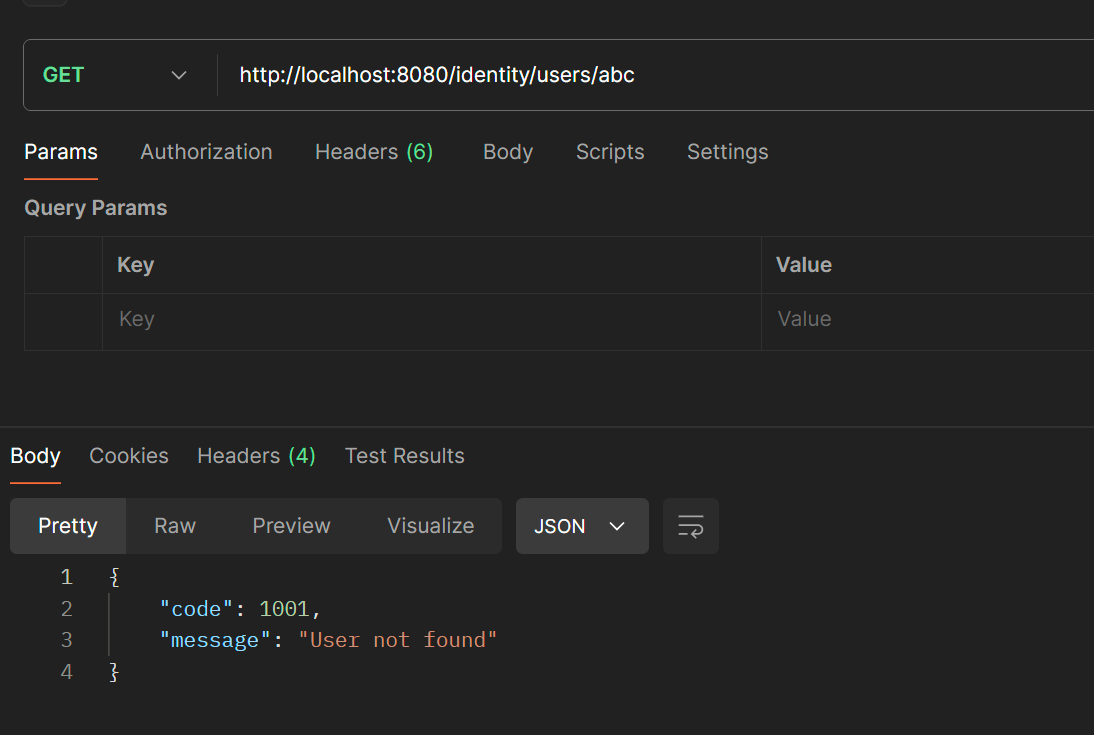 GET http://localhost:8080/identity/users/abc
Params Authorization Headers (6) Body Scripts Settings
Query Params
Key Value
Key Value
Body Cookies Headers (4) Test Results
Pretty Raw Preview Visualize JSON
1 {
2 "code": 1001,
3 "message": "User not found"
4 }